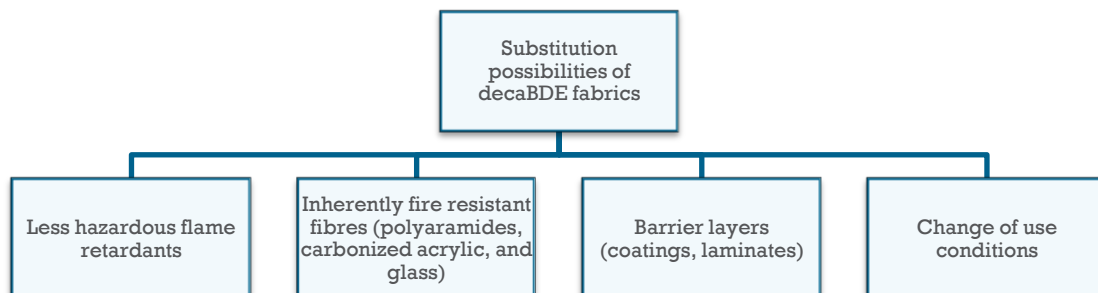 Substitution
possibilities of
decaBDE fabrics
Less hazardous flame
retardants
Inherently fire resistant
fibres (polyaramides,
carbonized acrylic, and
glass)
Barrier layers
(coatings, laminates)
Change of use
conditions